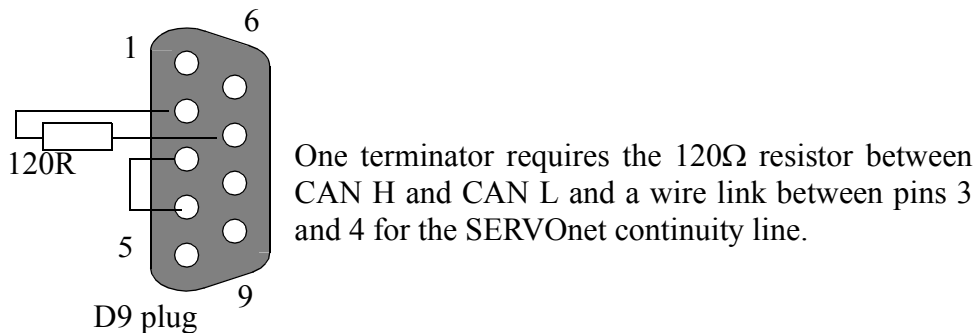 6
1
120R
One terminator requires the 120Ω resistor between
CAN H and CAN L and a wire link between pins 3
and 4 for the SERVOnet continuity line.
5
9
D9 plug